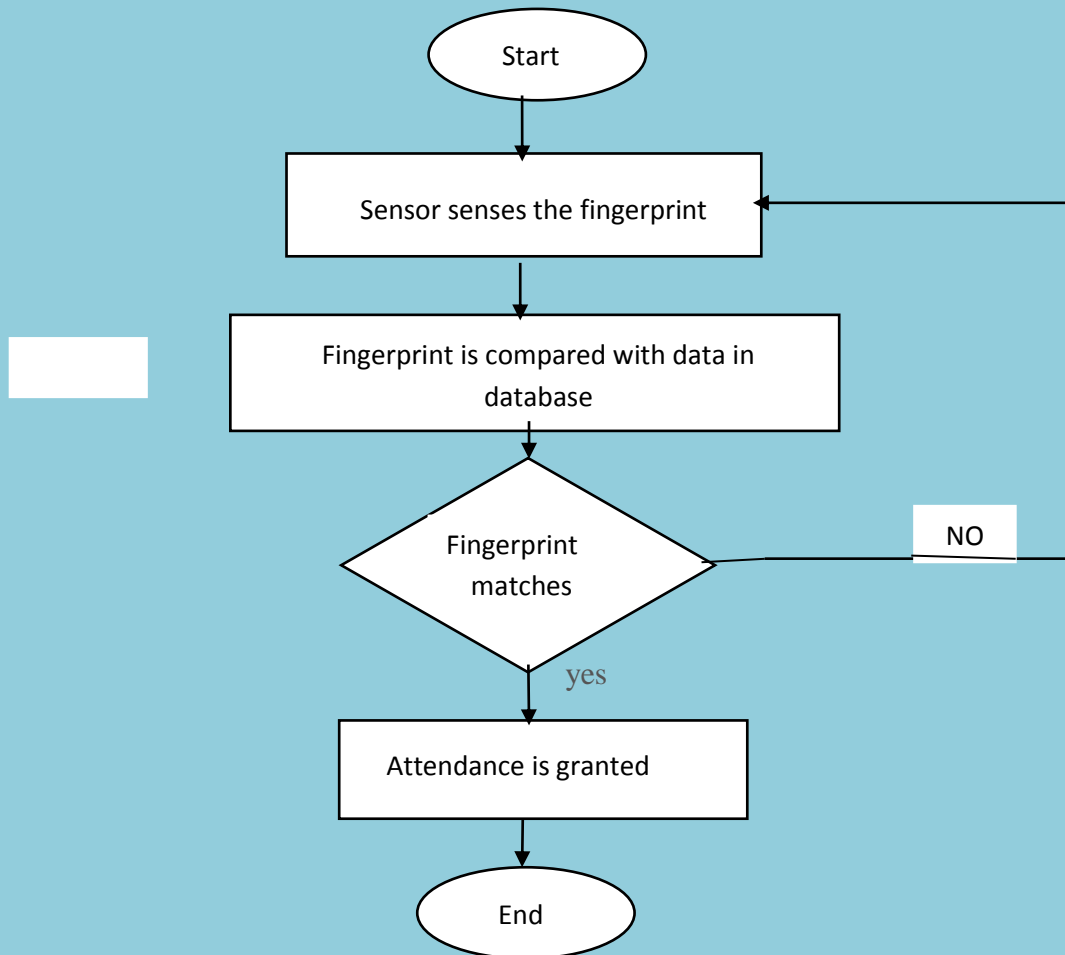 Start
Sensor senses the fingerprint
Fingerprint is compared with data in
database
Fingerprint
matches
NO
yes
Attendance is granted
End